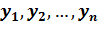 y₁, y₂, …, yₙ